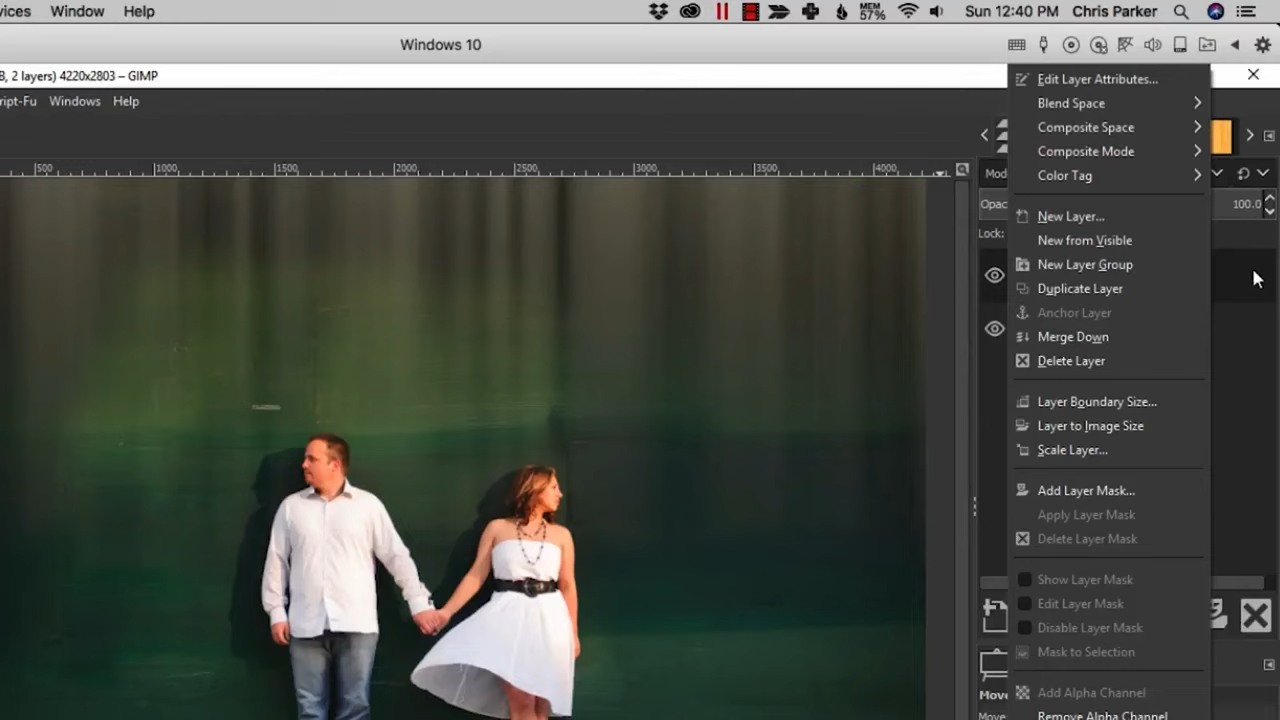 vices Window Help MEM 57% Sun 12:40 PM Chris Parker
Windows 10
B, 2 layers) 4220x2803 – GIMP
ript-Fu Windows Help
500 1000 1500 2000 2500 3000 3500 4000
Mod
Opac 100.0
Lock:
Edit Layer Attributes...
Blend Space
Composite Space
Composite Mode
Color Tag
New Layer...
New from Visible
New Layer Group
Duplicate Layer
Anchor Layer
Merge Down
Delete Layer
Layer Boundary Size...
Layer to Image Size
Scale Layer...
Add Layer Mask...
Apply Layer Mask
Delete Layer Mask
Show Layer Mask
Edit Layer Mask
Disable Layer Mask
Mask to Selection
Add Alpha Channel
Remove Alpha Channel
Move
Move